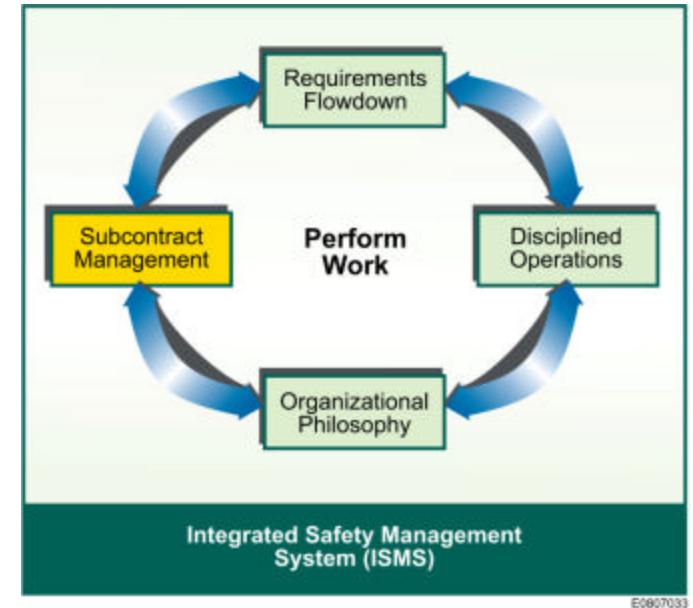 Requirements
Flowdown
Subcontract
Management
Perform
Work
Disciplined
Operations
Organizational
Philosophy
Integrated Safety Management
System (ISMS)
E0807033